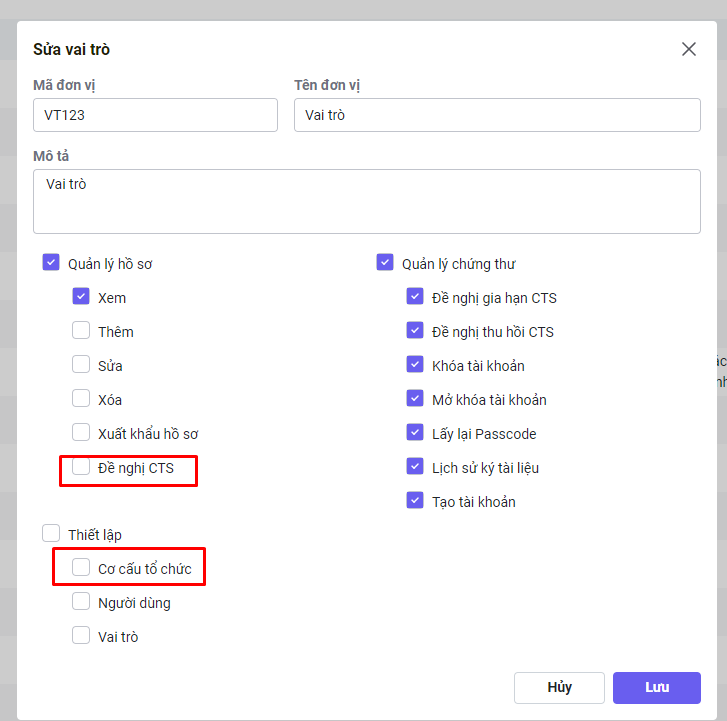 Sửa vai trò
Mã đơn vị
Tên đơn vị
VT123
Vai trò
Mô tả
Vai trò
Quản lý hồ sơ
Xem
Thêm
Sửa
Xóa
Xuất khẩu hồ sơ
Đề nghị CTS
Thiết lập
Cơ cấu tổ chức
Người dùng
Vai trò
Quản lý chứng thư
Đề nghị gia hạn CTS
Đề nghị thu hồi CTS
Khóa tài khoản
Mở khóa tài khoản
Lấy lại Passcode
Lịch sử ký tài liệu
Tạo tài khoản
Hủy
Lưu